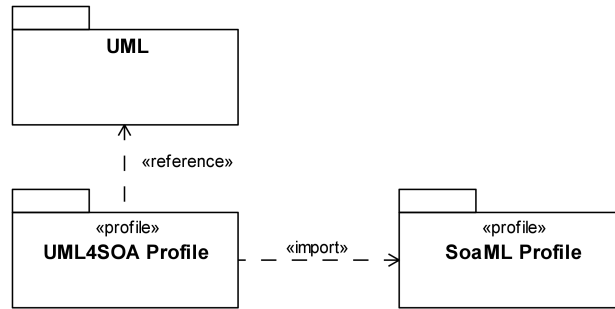 UML
«reference»
«profile»
UML4SOA Profile
«import»
«profile»
SoaML Profile